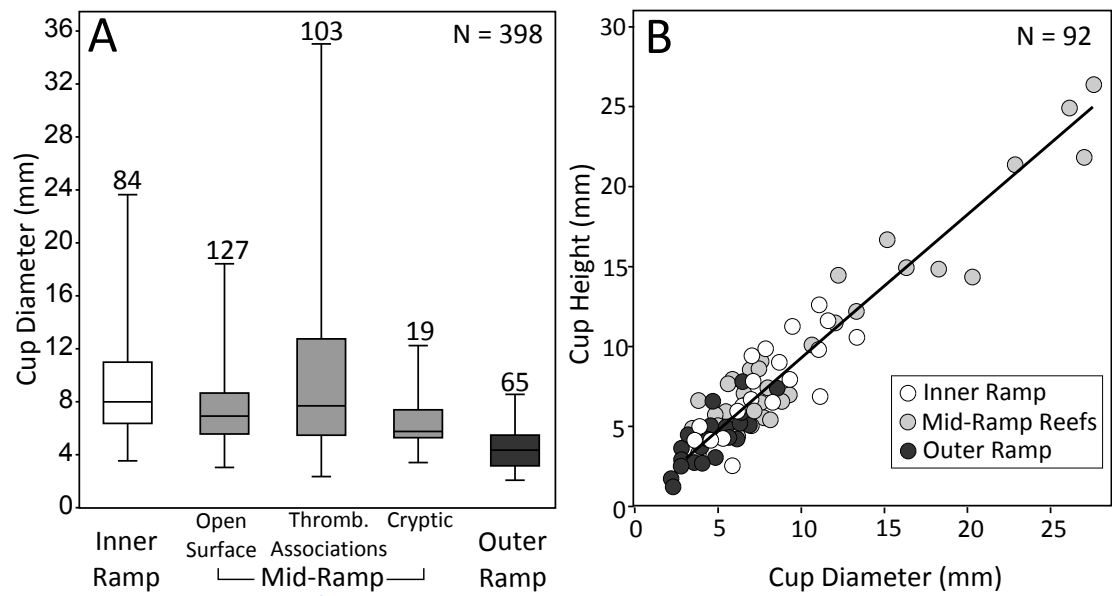 A
N = 398
36
32
28
24
20
16
12
8
4
0
Cup Diameter (mm)
84
127
103
19
65
Inner
Ramp
Open
Surface
Thromb.
Associations
Cryptic
Mid-Ramp
Outer
Ramp
B
N = 92
30
25
20
15
10
5
0
Cup Height (mm)
Inner Ramp
Mid-Ramp Reefs
Outer Ramp
0
5
10
15
20
25
Cup Diameter (mm)